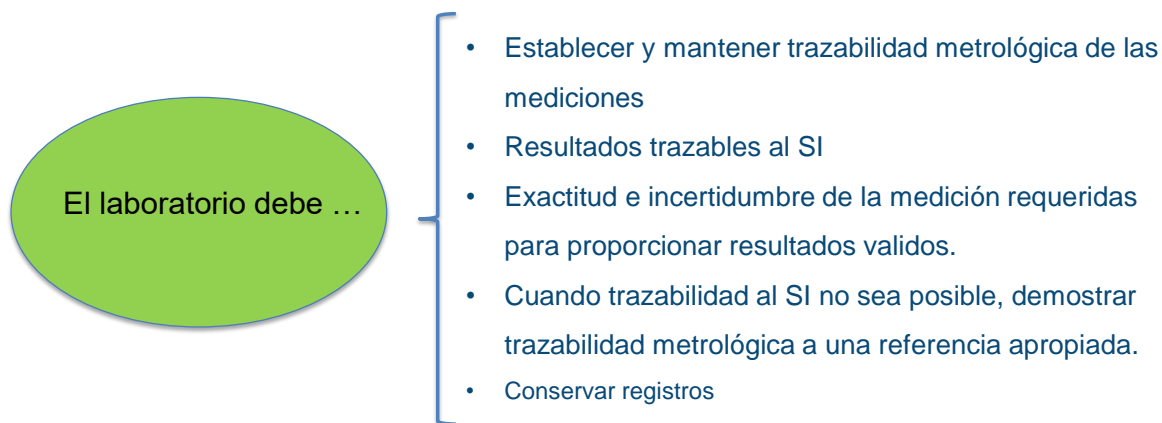 El laboratorio debe …
• Establecer y mantener trazabilidad metrológica de las
mediciones
• Resultados trazables al SI
• Exactitud e incertidumbre de la medición requeridas
para proporcionar resultados validos.
• Cuando trazabilidad al SI no sea posible, demostrar
trazabilidad metrológica a una referencia apropiada.
• Conservar registros